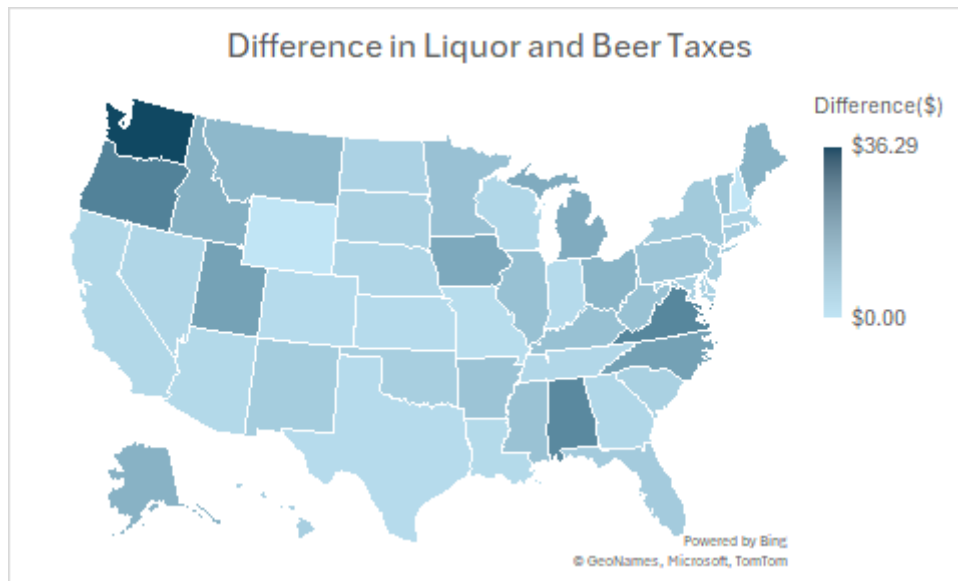 Difference in Liquor and Beer Taxes
Difference($)
$36.29
$0.00
Powered by Bing
© GeoNames, Microsoft, TomTom